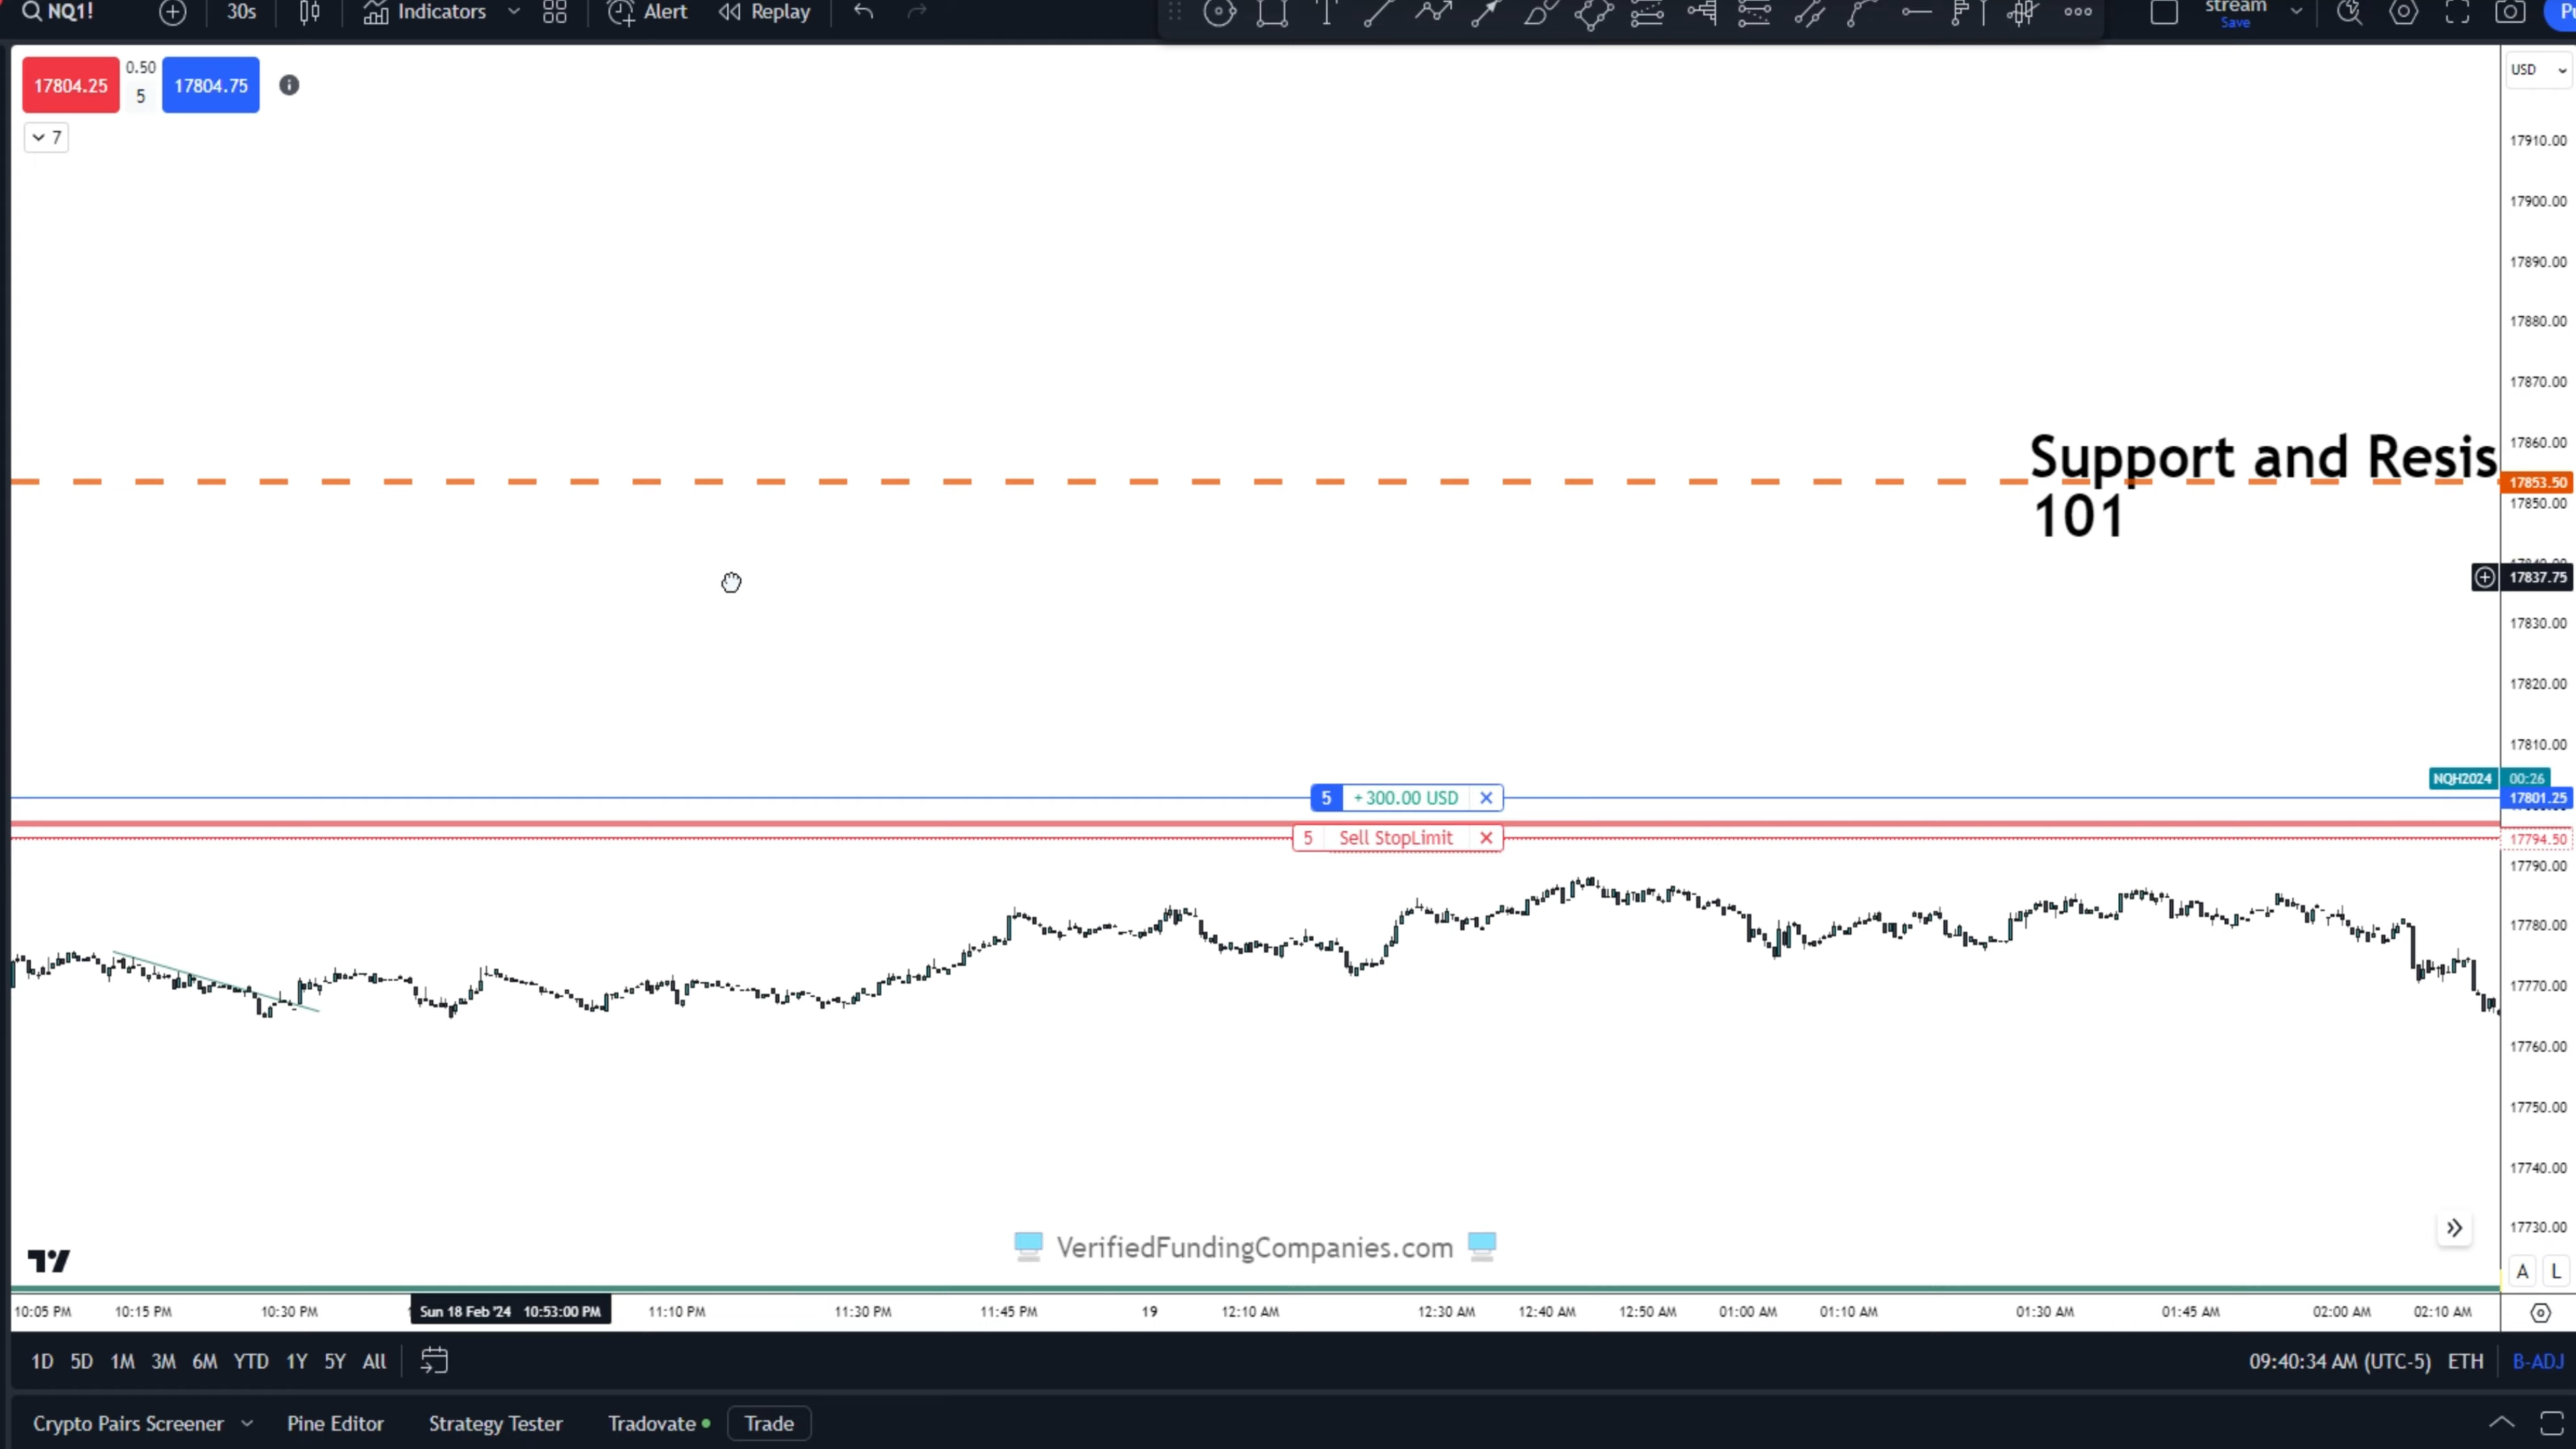 NQ1!
30s
Indicators
Alert
Replay
stream
Save
17804.25
0.50
5
17804.75
USD
7
17910.00
17900.00
17890.00
17880.00
17870.00
17860.00
Support and Resis
17853.50
17850.00
101
17837.75
17830.00
17820.00
17810.00
NQH2024 00:26
5 +300.00 USD
17801.25
5 Sell StopLimit
17794.50
17790.00
17780.00
17770.00
17760.00
17750.00
17740.00
17730.00
VerifiedFundingCompanies.com
A L
10:05 PM 10:15 PM 10:30 PM Sun 18 Feb '24 10:53:00 PM 11:10 PM 11:30 PM 11:45 PM 19 12:10 AM 12:30 AM 12:40 AM 12:50 AM 01:00 AM 01:10 AM 01:30 AM 01:45 AM 02:00 AM 02:10 AM
1D 5D 1M 3M 6M YTD 1Y 5Y All
09:40:34 AM (UTC-5) ETH B-ADJ
Crypto Pairs Screener Pine Editor Strategy Tester Tradovate Trade